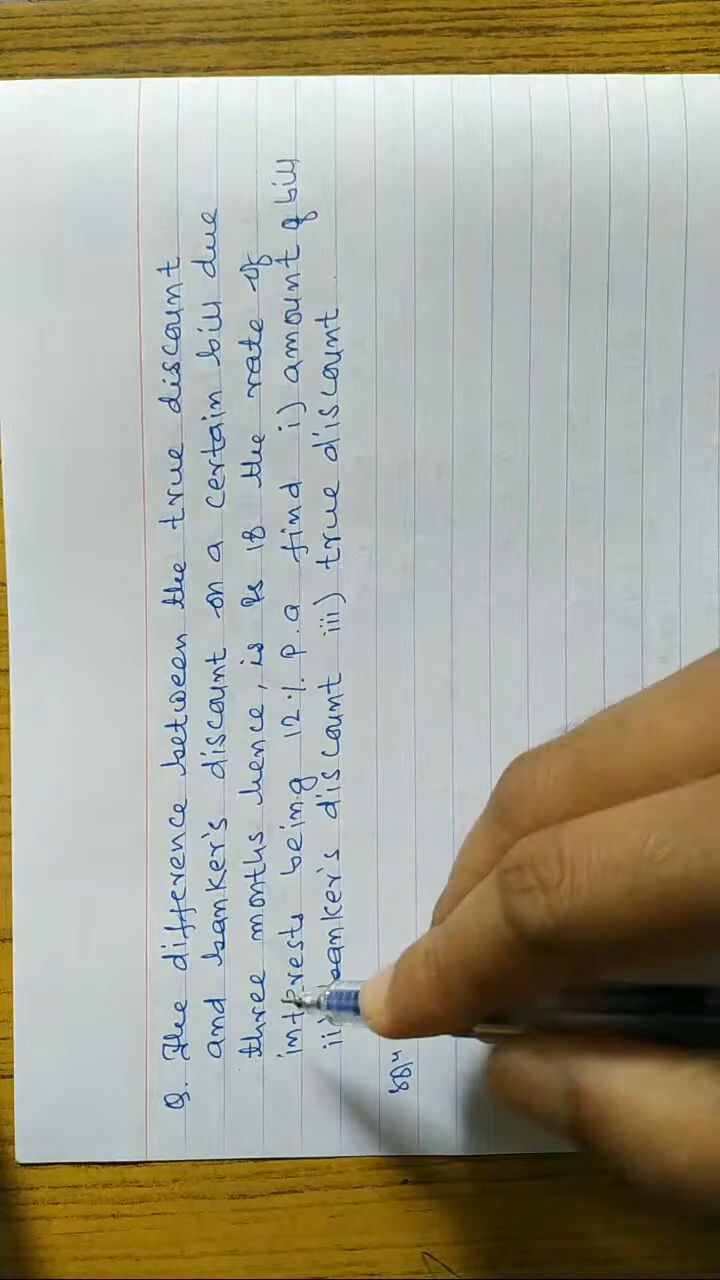 Q. The difference between the true discount
and banker's discount on a certain bill due
three months hence, is Rs 18 the rate of
interests being 12 % P.a find i) amount of bill
ii) banker's discount iii) true discount.
Soln